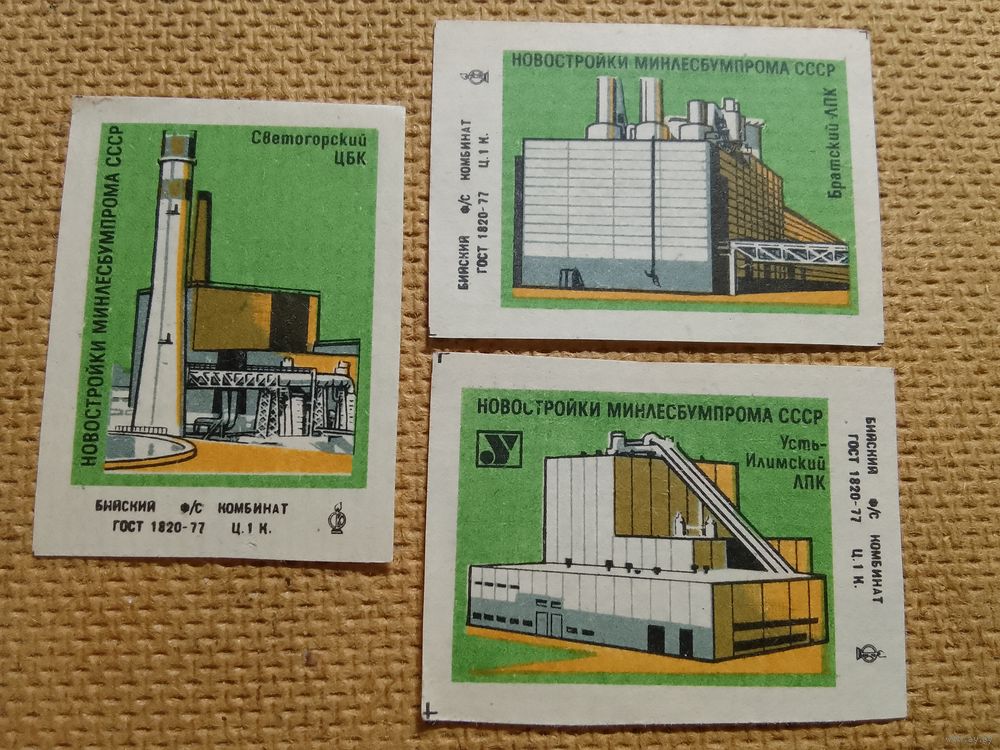 НОВОСТРОЙКИ МИНЛЕСБУМПРОМА СССР
Светогорский
ЦБК
БИЙСКИЙ Ф/С КОМБИНАТ
ГОСТ 1820-77 Ц.1 К.
НОВОСТРОЙКИ МИНЛЕСБУМПРОМА СССР
Братский ЛПК
БИЙСКИЙ Ф/С КОМБИНАТ
ГОСТ 1820-77 Ц.1 К.
НОВОСТРОЙКИ МИНЛЕСБУМПРОМА СССР
Усть-
Илимский
ЛПК
БИЙСКИЙ Ф/С КОМБИНАТ
ГОСТ 1820-77 Ц.1 К.